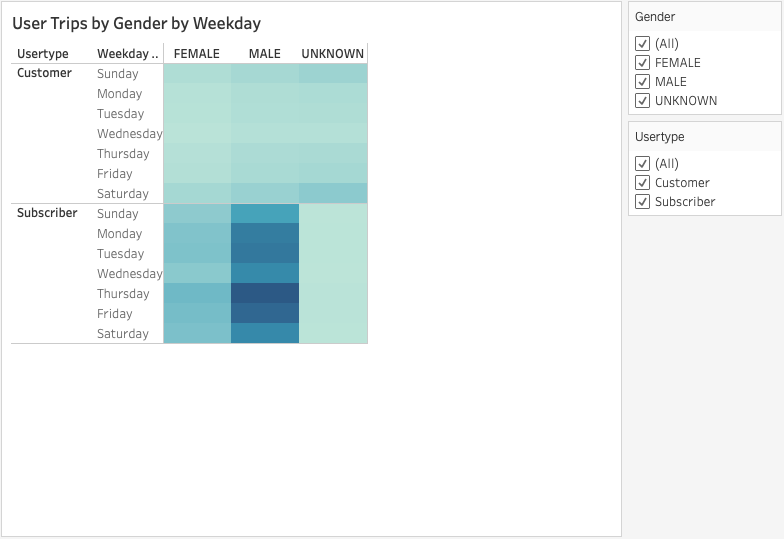 User Trips by Gender by Weekday
Usertype Weekday .. FEMALE MALE UNKNOWN
Customer Sunday
Monday
Tuesday
Wednesday
Thursday
Friday
Saturday
Subscriber Sunday
Monday
Tuesday
Wednesday
Thursday
Friday
Saturday
Gender
(All)
FEMALE
MALE
UNKNOWN
Usertype
(All)
Customer
Subscriber